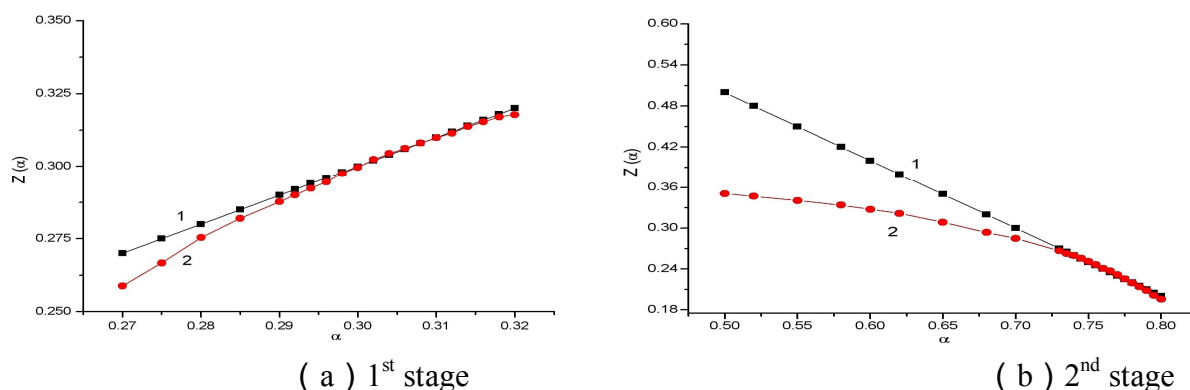 0.350
0.325
0.300
0.275
0.250
Z (α)
1
2
0.27 0.28 0.29 0.30 0.31 0.32
α
( a ) 1st stage
0.60
0.54
0.48
0.42
0.36
0.30
0.24
0.18
Z (α)
1
2
0.50 0.55 0.60 0.65 0.70 0.75 0.80
α
( b ) 2nd stage